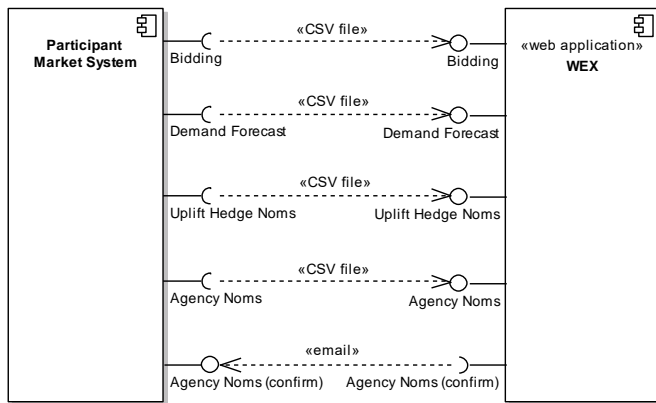 Participant
Market System
«web application»
WEX
«CSV file»
Bidding
Bidding
«CSV file»
Demand Forecast
Demand Forecast
«CSV file»
Uplift Hedge Noms
Uplift Hedge Noms
«CSV file»
Agency Noms
Agency Noms
«email»
Agency Noms (confirm)
Agency Noms (confirm)